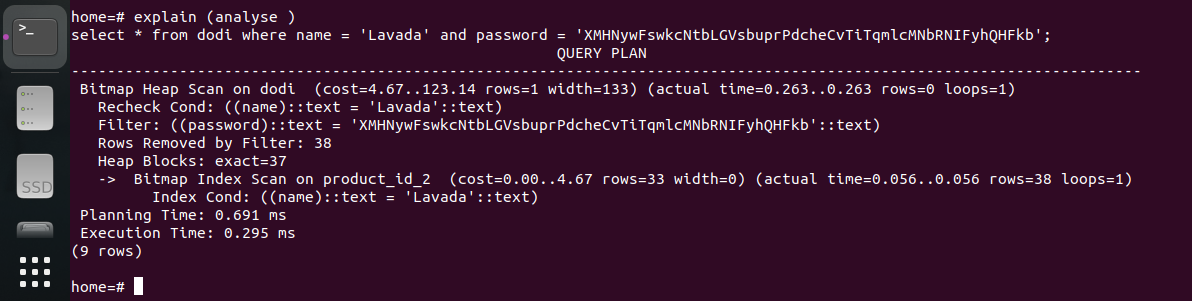 home=# explain (analyse )
select * from dodi where name = 'Lavada' and password = 'XMHNywFswkcNtbLGVsbuprPdcheCvTiTqmlcMNbRNIFyhQHFkb';
QUERY PLAN
--------------------------------------------------------------------------------------------------------------------------
Bitmap Heap Scan on dodi  (cost=4.67..123.14 rows=1 width=133) (actual time=0.263..0.263 rows=0 loops=1)
Recheck Cond: ((name)::text = 'Lavada'::text)
Filter: ((password)::text = 'XMHNywFswkcNtbLGVsbuprPdcheCvTiTqmlcMNbRNIFyhQHFkb'::text)
Rows Removed by Filter: 38
Heap Blocks: exact=37
->  Bitmap Index Scan on product_id_2  (cost=0.00..4.67 rows=33 width=0) (actual time=0.056..0.056 rows=38 loops=1)
Index Cond: ((name)::text = 'Lavada'::text)
Planning Time: 0.691 ms
Execution Time: 0.295 ms
(9 rows)
home=#
>_
SSD